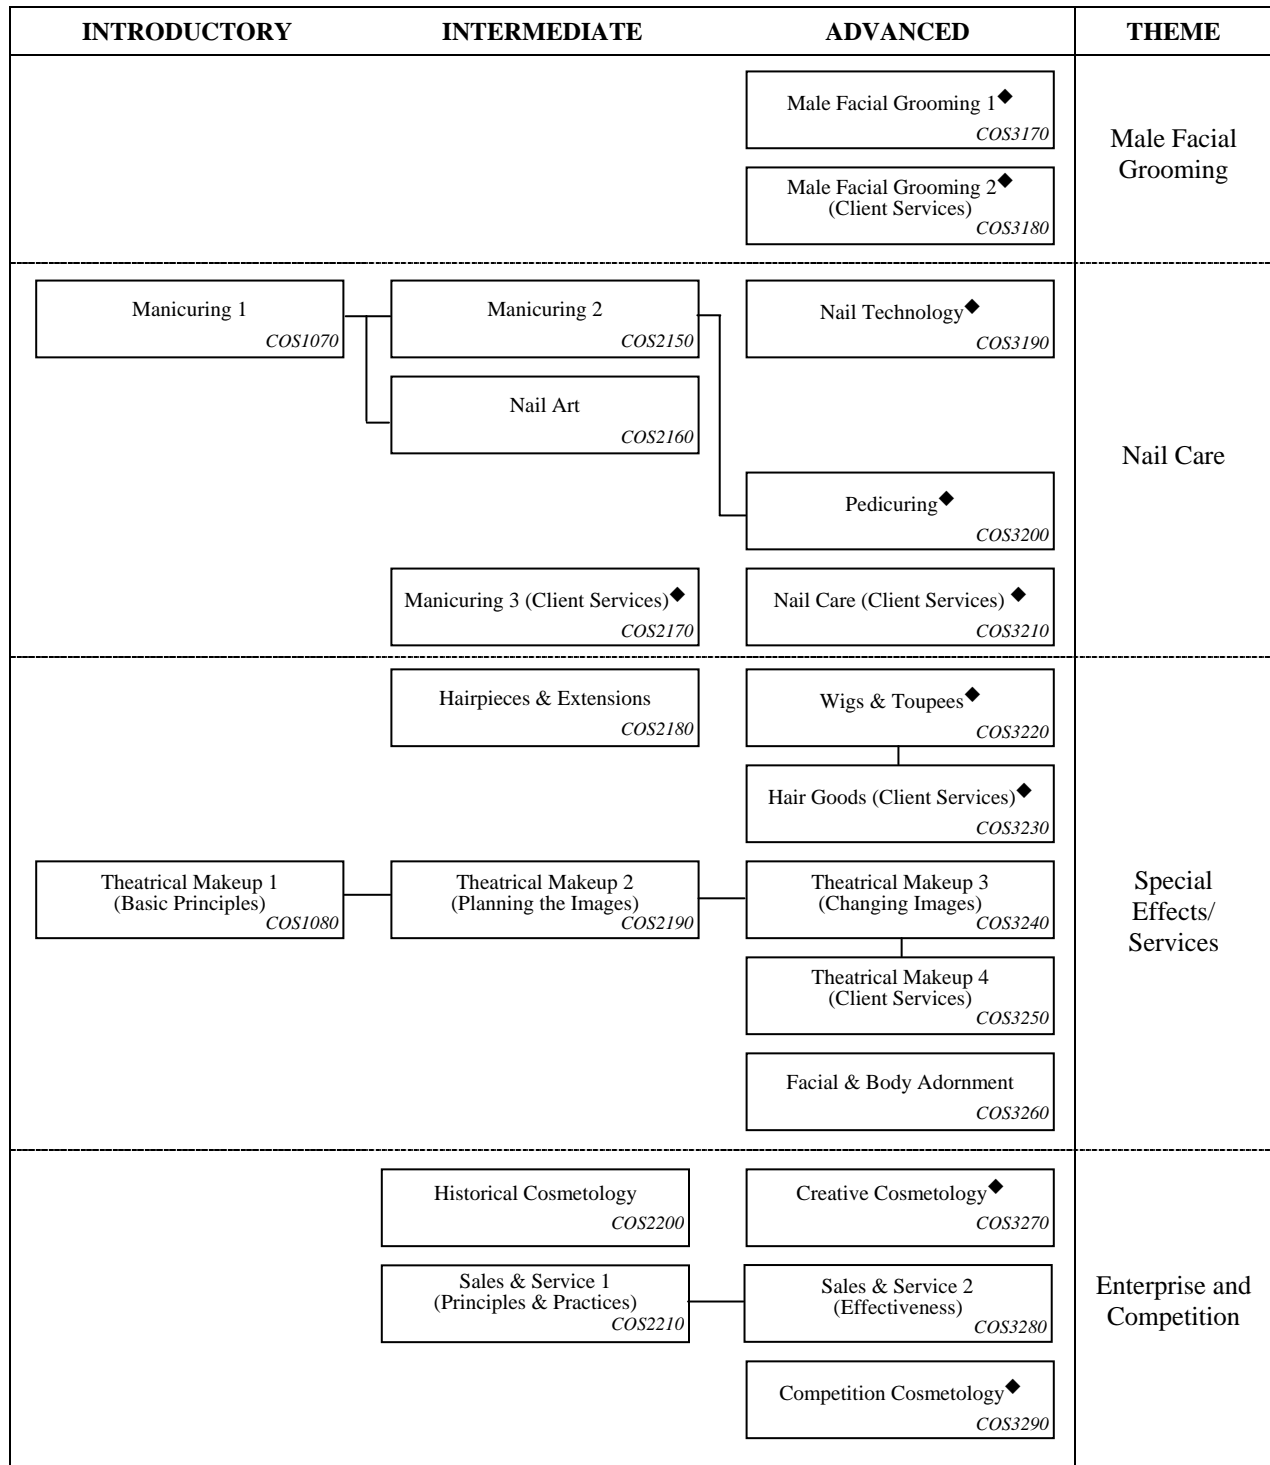 INTRODUCTORY INTERMEDIATE ADVANCED THEME
Male Facial Grooming 1◆
COS3170
Male Facial Grooming 2◆
(Client Services)
COS3180
Male Facial
Grooming
Manicuring 1
COS1070
Manicuring 2
COS2150
Nail Technology◆
COS3190
Nail Art
COS2160
Pedicuring◆
COS3200
Manicuring 3 (Client Services)◆
COS2170
Nail Care (Client Services) ◆
COS3210
Nail Care
Hairpieces & Extensions
COS2180
Wigs & Toupees◆
COS3220
Hair Goods (Client Services)◆
COS3230
Theatrical Makeup 1
(Basic Principles)
COS1080
Theatrical Makeup 2
(Planning the Images)
COS2190
Theatrical Makeup 3
(Changing Images)
COS3240
Theatrical Makeup 4
(Client Services)
COS3250
Facial & Body Adornment
COS3260
Special
Effects/
Services
Historical Cosmetology
COS2200
Creative Cosmetology◆
COS3270
Sales & Service 1
(Principles & Practices)
COS2210
Sales & Service 2
(Effectiveness)
COS3280
Competition Cosmetology◆
COS3290
Enterprise and
Competition